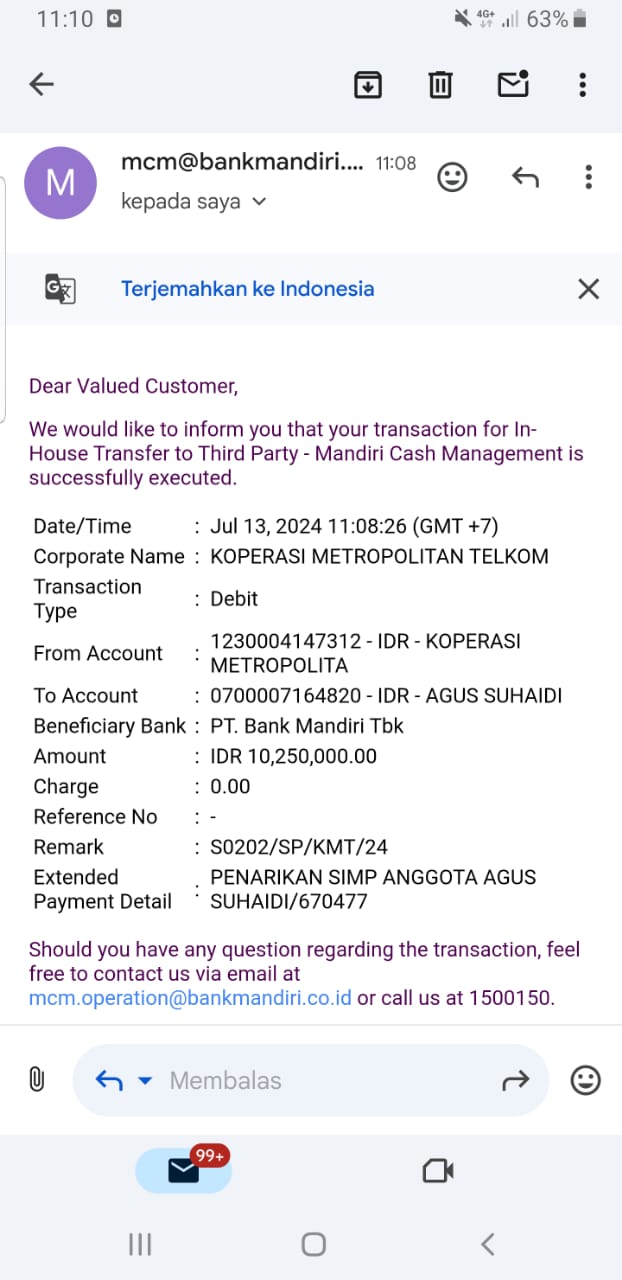 11:10
4G+ 63%
M
mcm@bankmandiri.... 11:08
kepada saya
Terjemahkan ke Indonesia
Dear Valued Customer,
We would like to inform you that your transaction for In-
House Transfer to Third Party - Mandiri Cash Management is
successfully executed.
Date/Time : Jul 13, 2024 11:08:26 (GMT +7)
Corporate Name : KOPERASI METROPOLITAN TELKOM
Transaction
Type : Debit
From Account : 1230004147312 - IDR - KOPERASI
METROPOLITA
To Account : 0700007164820 - IDR - AGUS SUHAIDI
Beneficiary Bank : PT. Bank Mandiri Tbk
Amount : IDR 10,250,000.00
Charge : 0.00
Reference No : -
Remark : S0202/SP/KMT/24
Extended
Payment Detail : PENARIKAN SIMP ANGGOTA AGUS
SUHAIDI/670477
Should you have any question regarding the transaction, feel
free to contact us via email at
mcm.operation@bankmandiri.co.id or call us at 1500150.
Membalas
99+